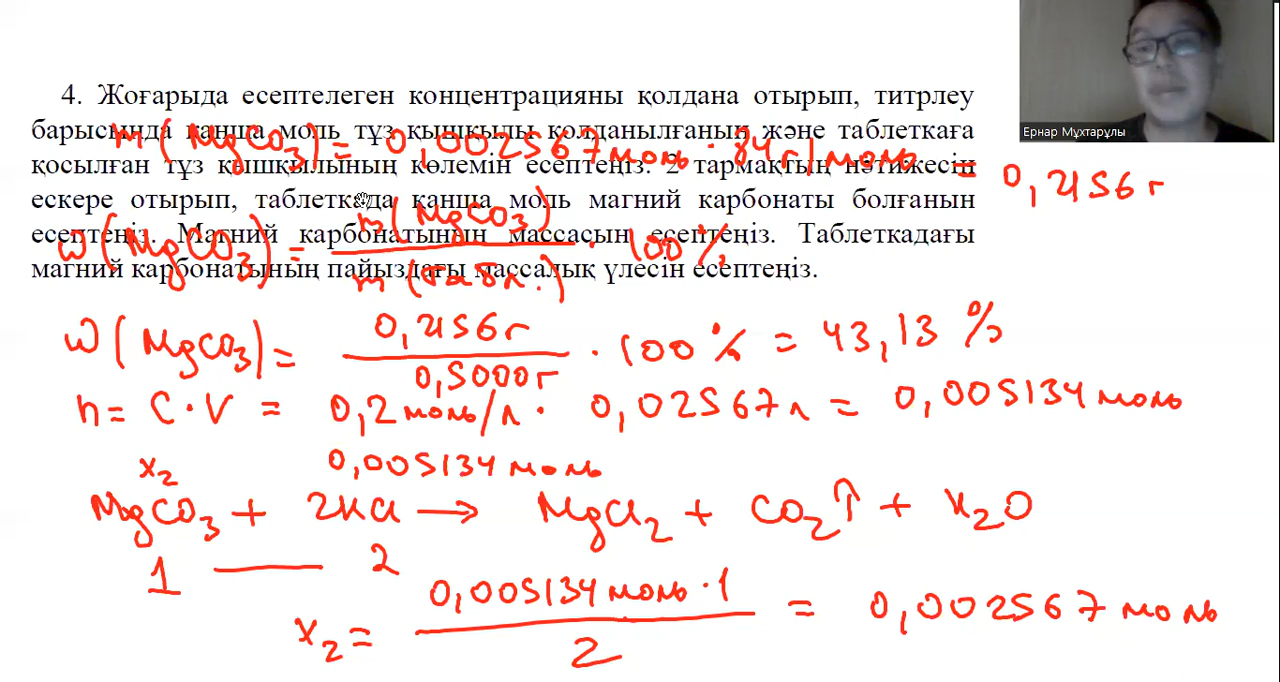 Ернар Мұхтарұлы
4. Жоғарыда есептелеген концентрацияны қолдана отырып, титрлеу
барысында қанша моль тұз қышқылы қолданылғанын және таблеткаға
m(MgCO3) = 0,002567 моль · 84 г/моль = 0,2156 г
қосылған тұз қышқылының көлемін есептеңіз. 2 тармақтың нәтижесін
ескере отырып, таблеткада қанша моль магний карбонаты болғанын
есептеңіз. Магний карбонатының массасын есептеңіз. Таблеткадағы
ω(MgCO3) = m(MgCO3) / m(табл.) · 100 %
магний карбонатының пайыздағы массалық үлесін есептеңіз.
ω(MgCO3) = 0,2156 г / 0,5000 г · 100 % = 43,13 %
n = C · V = 0,2 моль/л · 0,02567 л = 0,005134 моль
x2 0,005134 моль
MgCO3 + 2HCl → MgCl2 + CO2↑ + H2O
1 — 2
x2 = 0,005134 моль · 1 / 2 = 0,002567 моль